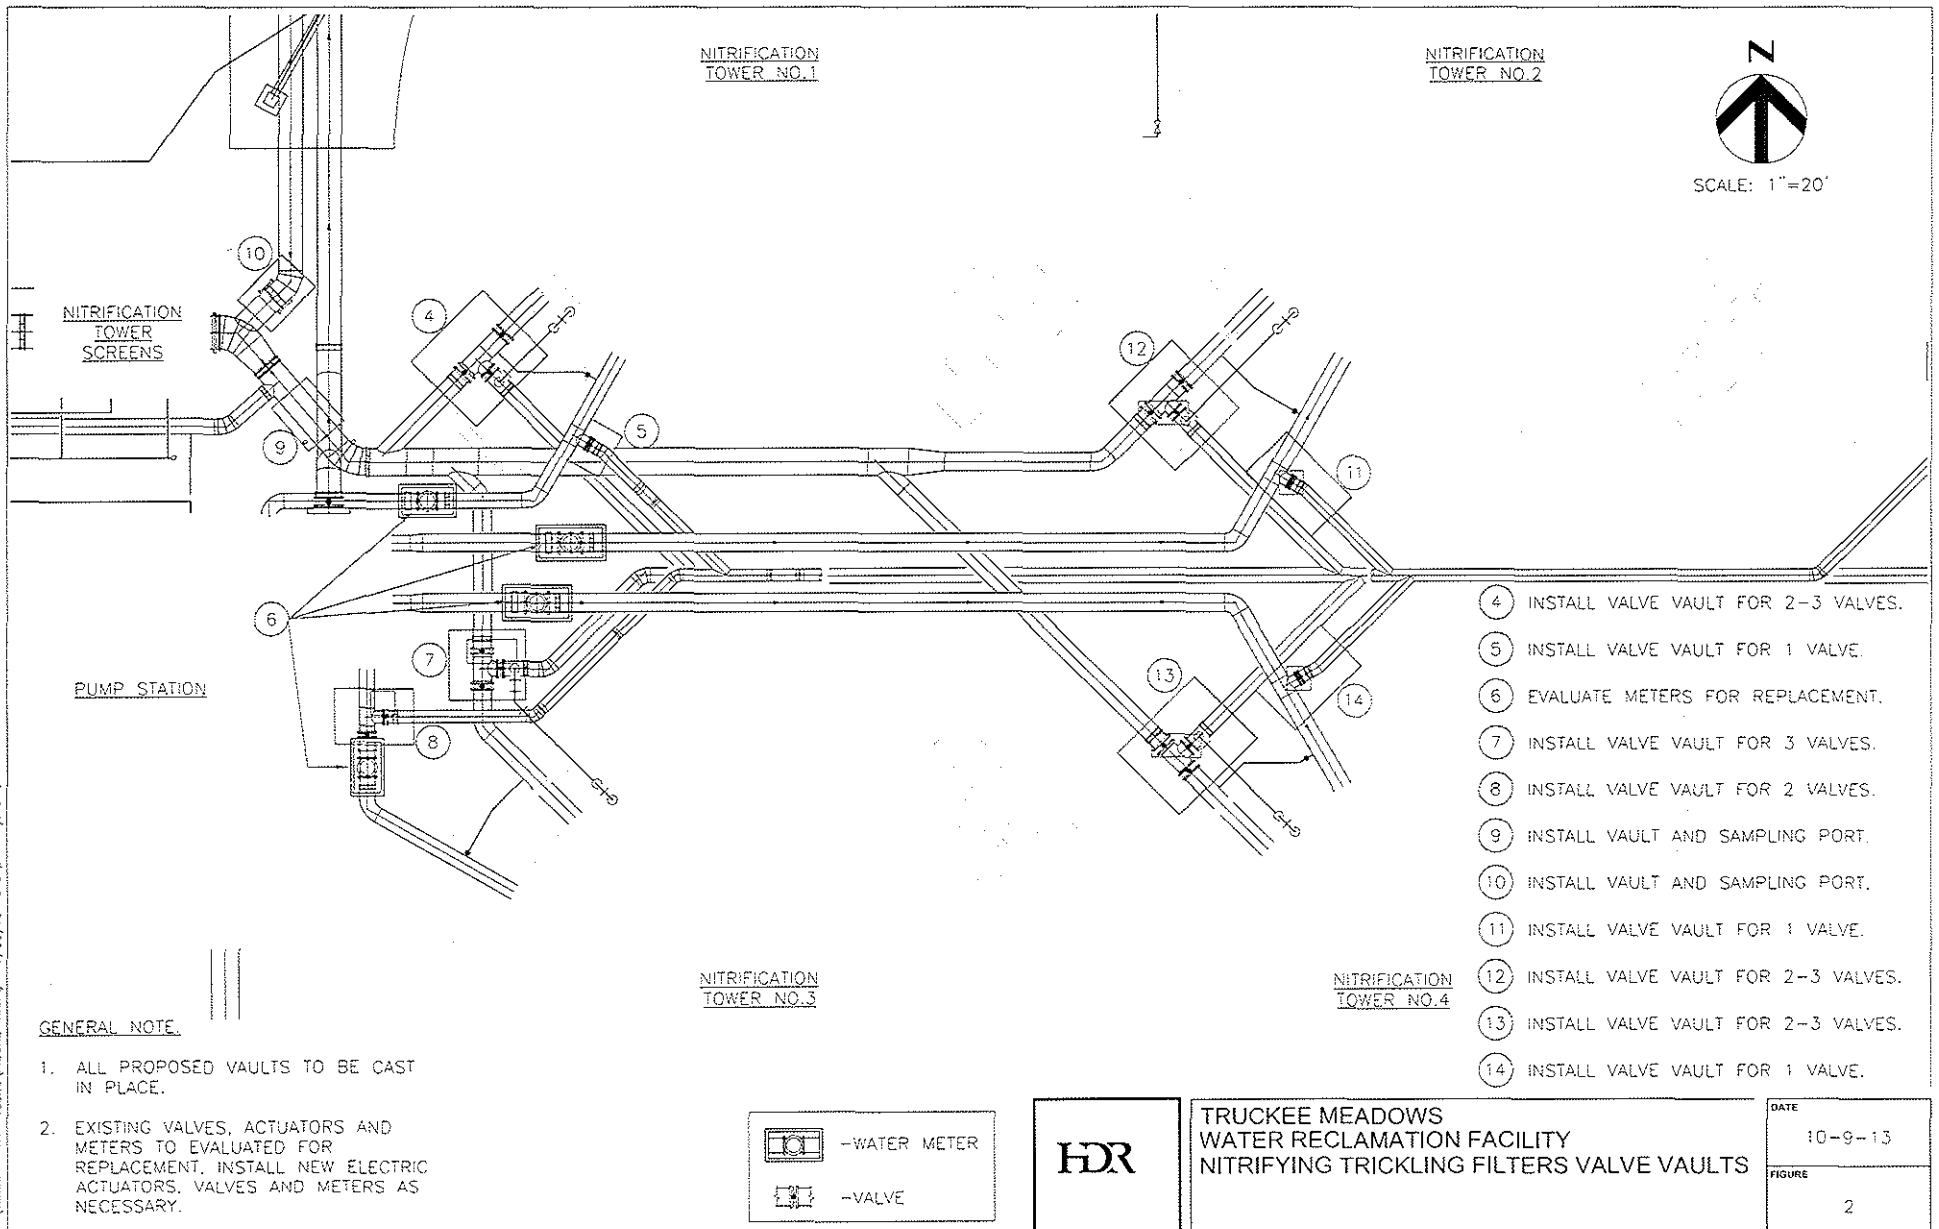 NITRIFICATION
TOWER NO.1
NITRIFICATION
TOWER NO.2
N
SCALE: 1"=20'
10
4
NITRIFICATION
TOWER
SCREENS
12
5
9
11
6
7
13
14
8
PUMP STATION
4 INSTALL VALVE VAULT FOR 2-3 VALVES.
5 INSTALL VALVE VAULT FOR 1 VALVE.
6 EVALUATE METERS FOR REPLACEMENT.
7 INSTALL VALVE VAULT FOR 3 VALVES.
8 INSTALL VALVE VAULT FOR 2 VALVES.
9 INSTALL VAULT AND SAMPLING PORT.
10 INSTALL VAULT AND SAMPLING PORT.
11 INSTALL VALVE VAULT FOR 1 VALVE.
12 INSTALL VALVE VAULT FOR 2-3 VALVES.
13 INSTALL VALVE VAULT FOR 2-3 VALVES.
14 INSTALL VALVE VAULT FOR 1 VALVE.
NITRIFICATION
TOWER NO.3
NITRIFICATION
TOWER NO.4
GENERAL NOTE.
1. ALL PROPOSED VAULTS TO BE CAST
IN PLACE.
2. EXISTING VALVES, ACTUATORS AND
METERS TO EVALUATED FOR
REPLACEMENT. INSTALL NEW ELECTRIC
ACTUATORS, VALVES AND METERS AS
NECESSARY.
-WATER METER
-VALVE
HDR
TRUCKEE MEADOWS
WATER RECLAMATION FACILITY
NITRIFYING TRICKLING FILTERS VALVE VAULTS
DATE
10-9-13
FIGURE
2